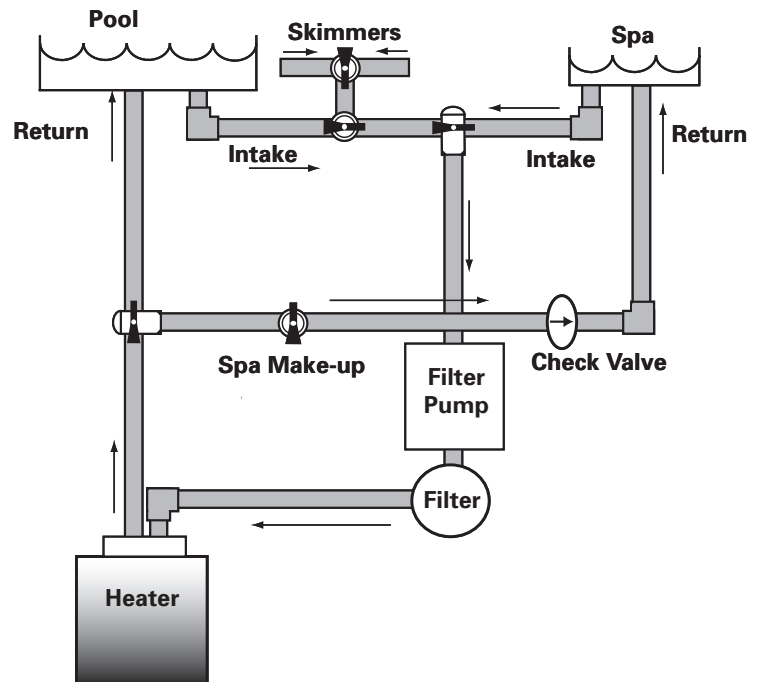 Pool
Skimmers
Spa
Return
Intake
Intake
Return
Spa Make-up
Check Valve
Filter
Pump
Filter
Heater